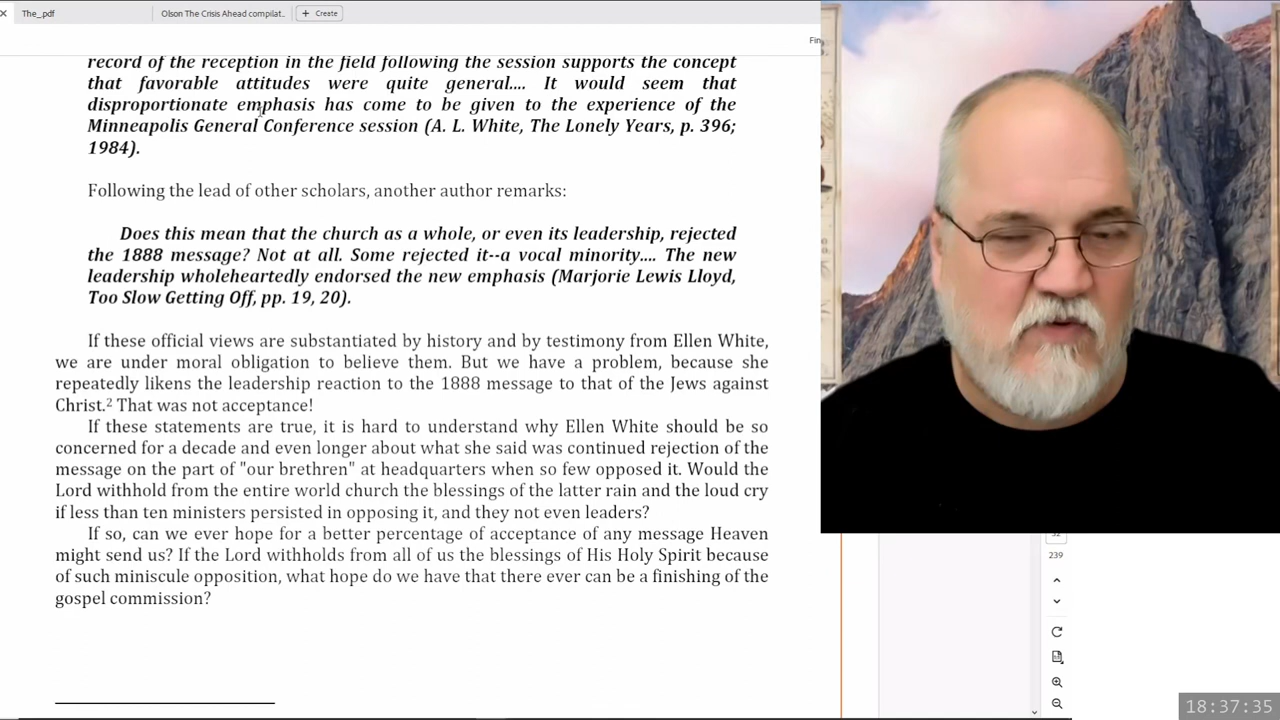 The_.pdf
Olson The Crisis Ahead compilat..
+ Create
Fin
record of the reception in the field following the session supports the concept
that favorable attitudes were quite general.... It would seem that
disproportionate emphasis has come to be given to the experience of the
Minneapolis General Conference session (A. L. White, The Lonely Years, p. 396;
1984).
Following the lead of other scholars, another author remarks:
Does this mean that the church as a whole, or even its leadership, rejected
the 1888 message? Not at all. Some rejected it--a vocal minority.... The new
leadership wholeheartedly endorsed the new emphasis (Marjorie Lewis Lloyd,
Too Slow Getting Off, pp. 19, 20).
If these official views are substantiated by history and by testimony from Ellen White,
we are under moral obligation to believe them. But we have a problem, because she
repeatedly likens the leadership reaction to the 1888 message to that of the Jews against
Christ.² That was not acceptance!
If these statements are true, it is hard to understand why Ellen White should be so
concerned for a decade and even longer about what she said was continued rejection of the
message on the part of "our brethren" at headquarters when so few opposed it. Would the
Lord withhold from the entire world church the blessings of the latter rain and the loud cry
if less than ten ministers persisted in opposing it, and they not even leaders?
If so, can we ever hope for a better percentage of acceptance of any message Heaven
might send us? If the Lord withholds from all of us the blessings of His Holy Spirit because
of such miniscule opposition, what hope do we have that there ever can be a finishing of the
gospel commission?
239
18:37:35